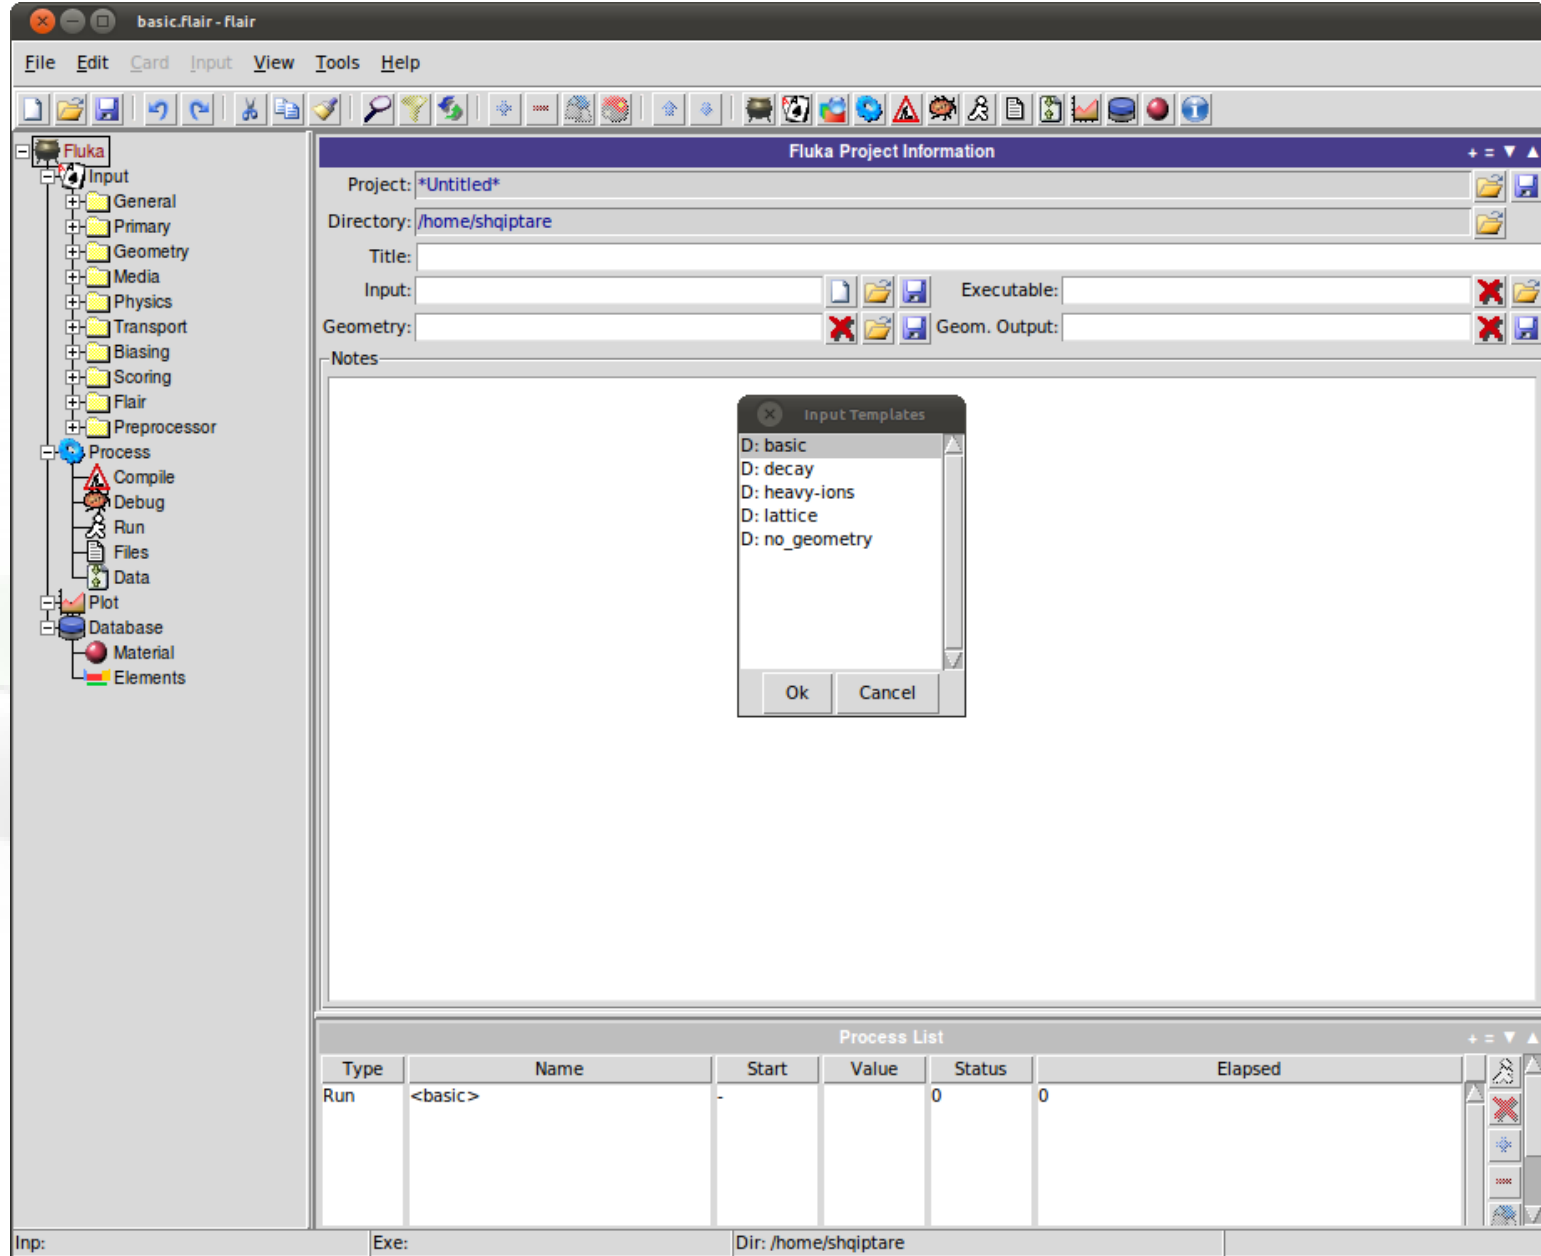 basic.flair - flair
File Edit Card Input View Tools Help
Fluka
Input
General
Primary
Geometry
Media
Physics
Transport
Biasing
Scoring
Flair
Preprocessor
Process
Compile
Debug
Run
Files
Data
Plot
Database
Material
Elements
Fluka Project Information
Project: *Untitled*
Directory: /home/shqiptare
Title:
Input: Executable:
Geometry: Geom. Output:
Notes
Input Templates
D: basic
D: decay
D: heavy-ions
D: lattice
D: no_geometry
Ok Cancel
Process List
Type Name Start Value Status Elapsed
Run <basic> - 0 0
Inp: Exe: Dir: /home/shqiptare